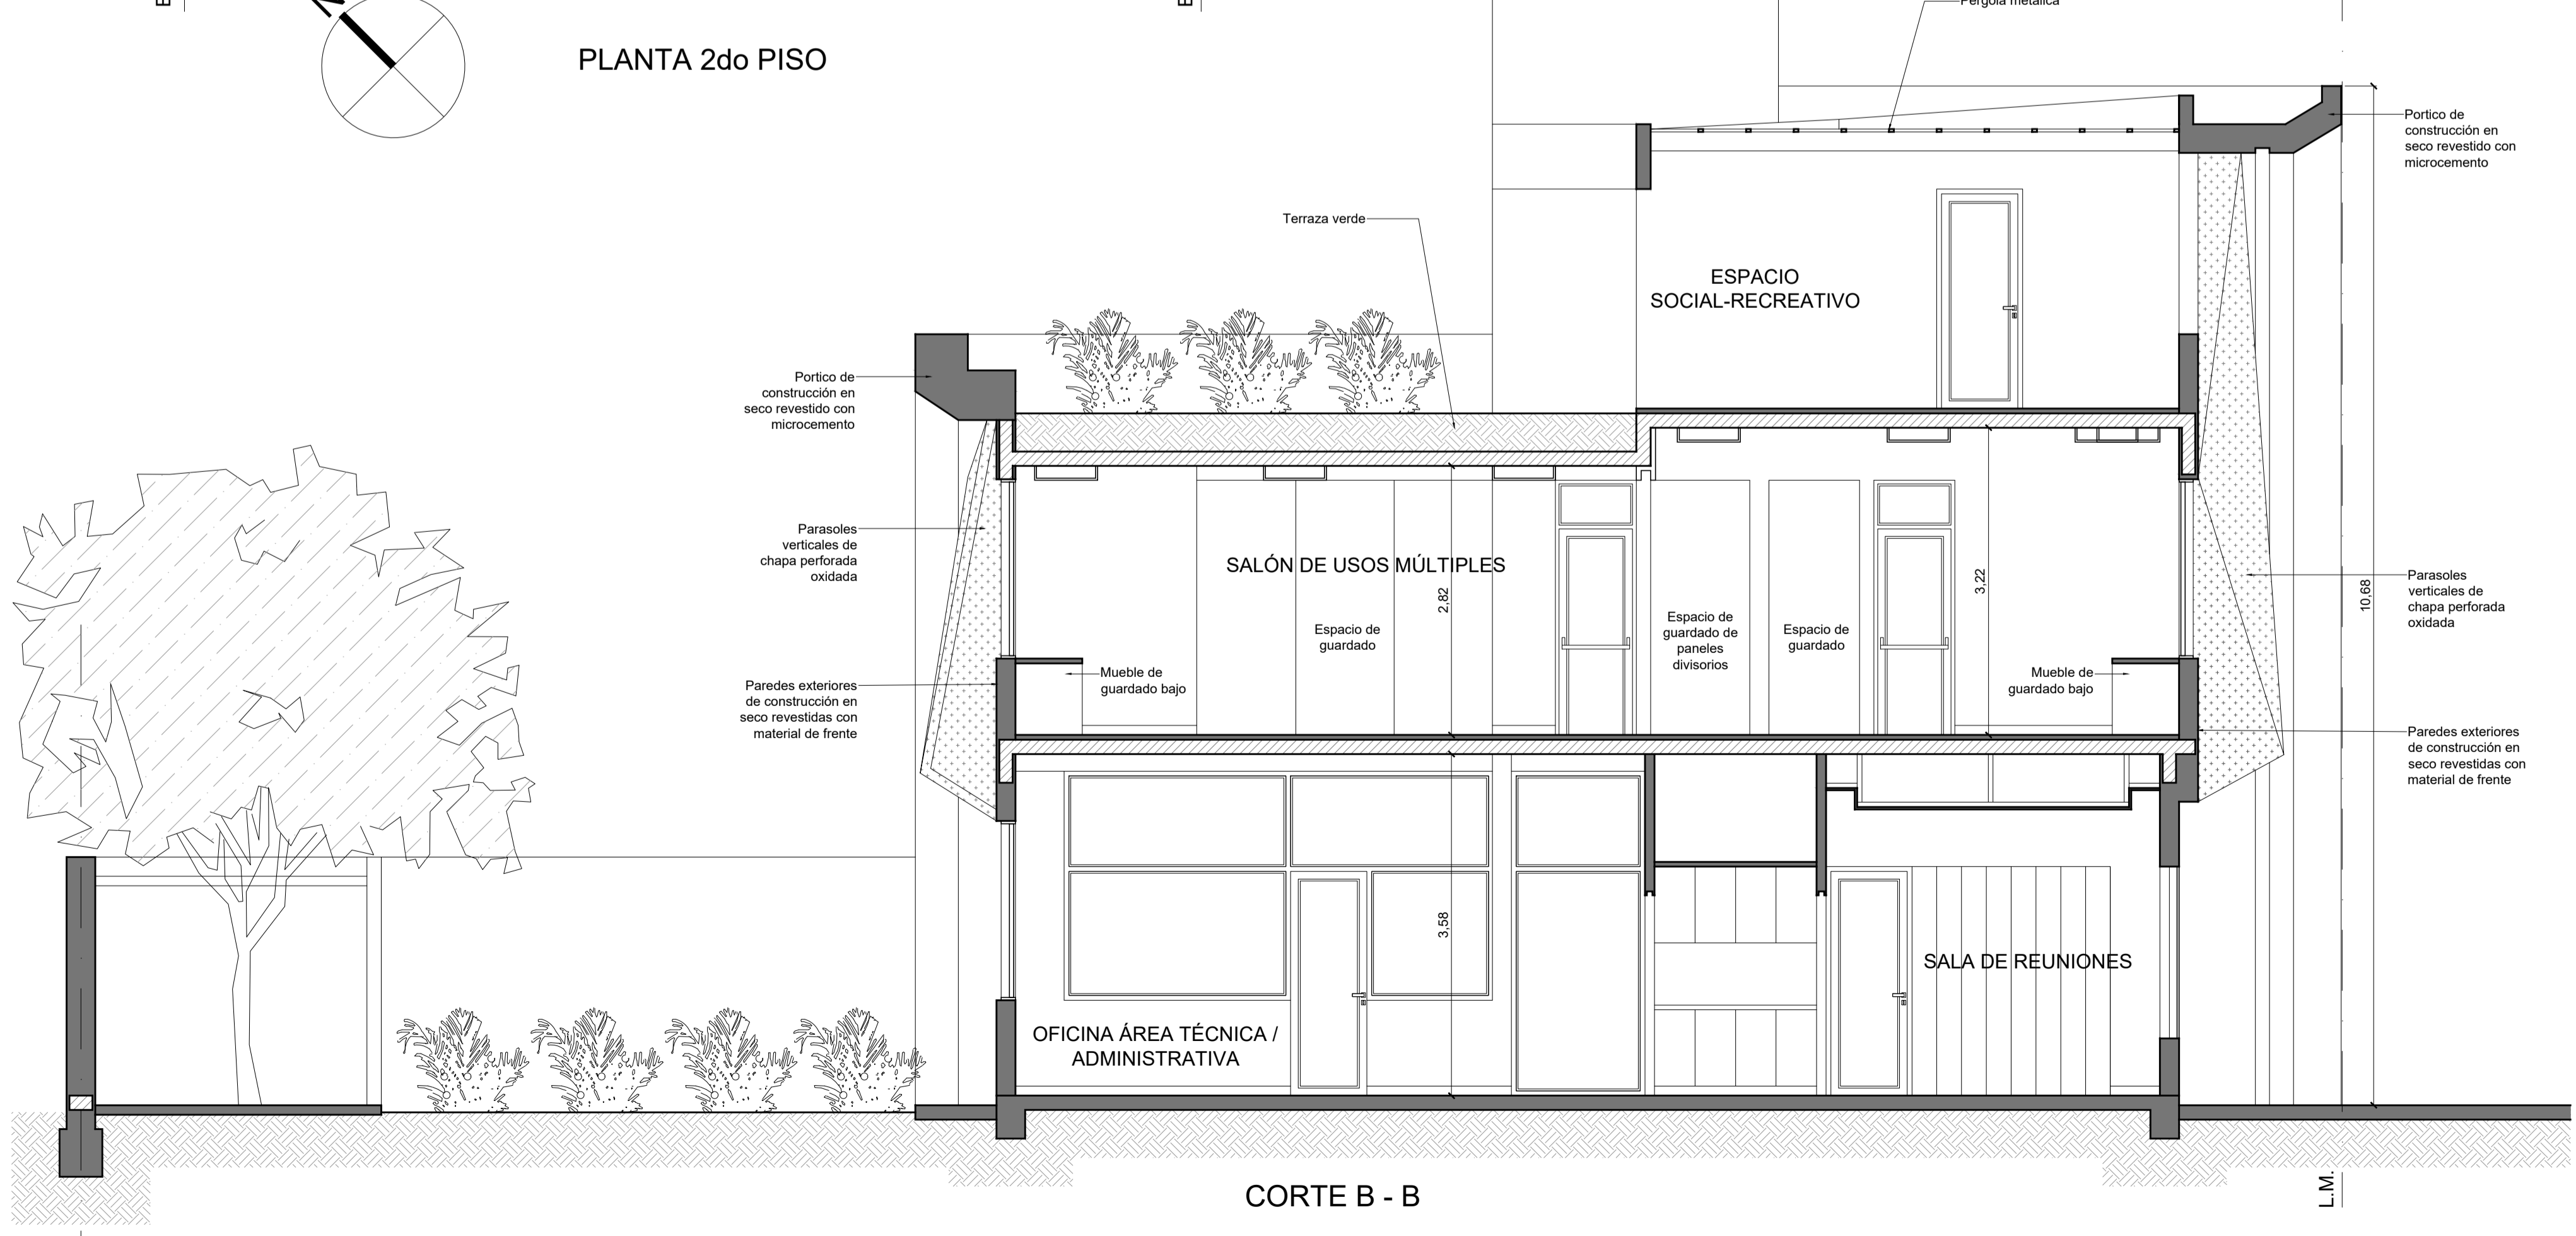 PLANTA 2do PISO
Pérgola metálica
Portico de
construcción en
seco revestido con
microcemento
Terraza verde
ESPACIO
SOCIAL-RECREATIVO
Portico de
construcción en
seco revestido con
microcemento
Parasoles
verticales de
chapa perforada
oxidada
SALÓN DE USOS MÚLTIPLES
2,82
3,22
10,68
Parasoles
verticales de
chapa perforada
oxidada
Espacio de
guardado
Espacio de
guardado de
paneles
divisorios
Espacio de
guardado
Mueble de
guardado bajo
Mueble de
guardado bajo
Paredes exteriores
de construcción en
seco revestidas con
material de frente
Paredes exteriores
de construcción en
seco revestidas con
material de frente
3,58
SALA DE REUNIONES
OFICINA ÁREA TÉCNICA /
ADMINISTRATIVA
CORTE B - B
L.M.